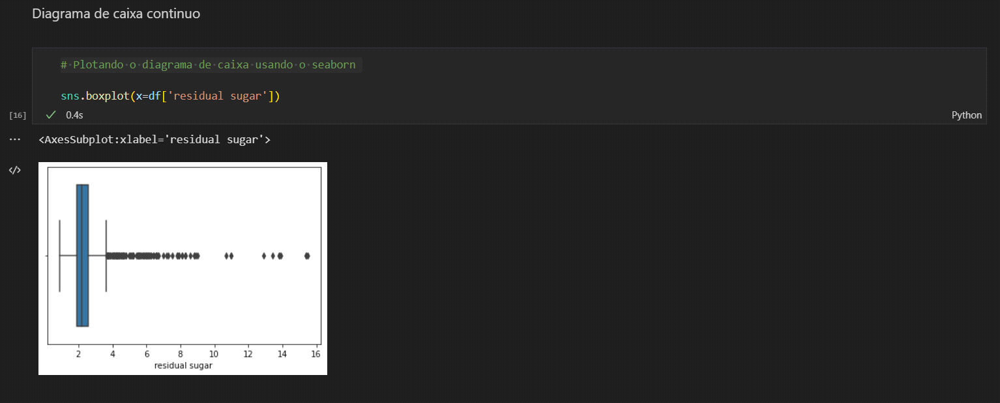 Diagrama de caixa continuo
# Plotando o diagrama de caixa usando o seaborn
sns.boxplot(x=df['residual sugar'])
[16]
0.4s
Python
... <AxesSubplot:xlabel='residual sugar'>
</>
2 4 6 8 10 12 14 16
residual sugar